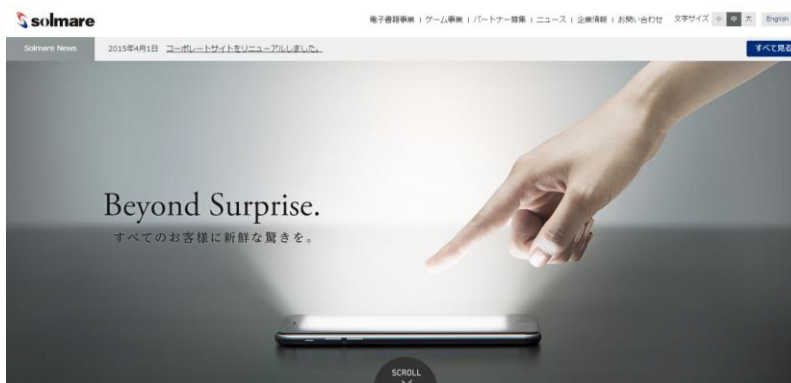 solmare
電子書籍事業 | ゲーム事業 | パートナー募集 | ニュース | 企業情報 | お問い合わせ 文字サイズ 小 中 大 English
Solmare News 2015年4月1日 コーポレートサイトをリニューアルしました。 すべて見る
Beyond Surprise.
すべてのお客様に新鮮な驚きを。
SCROLL